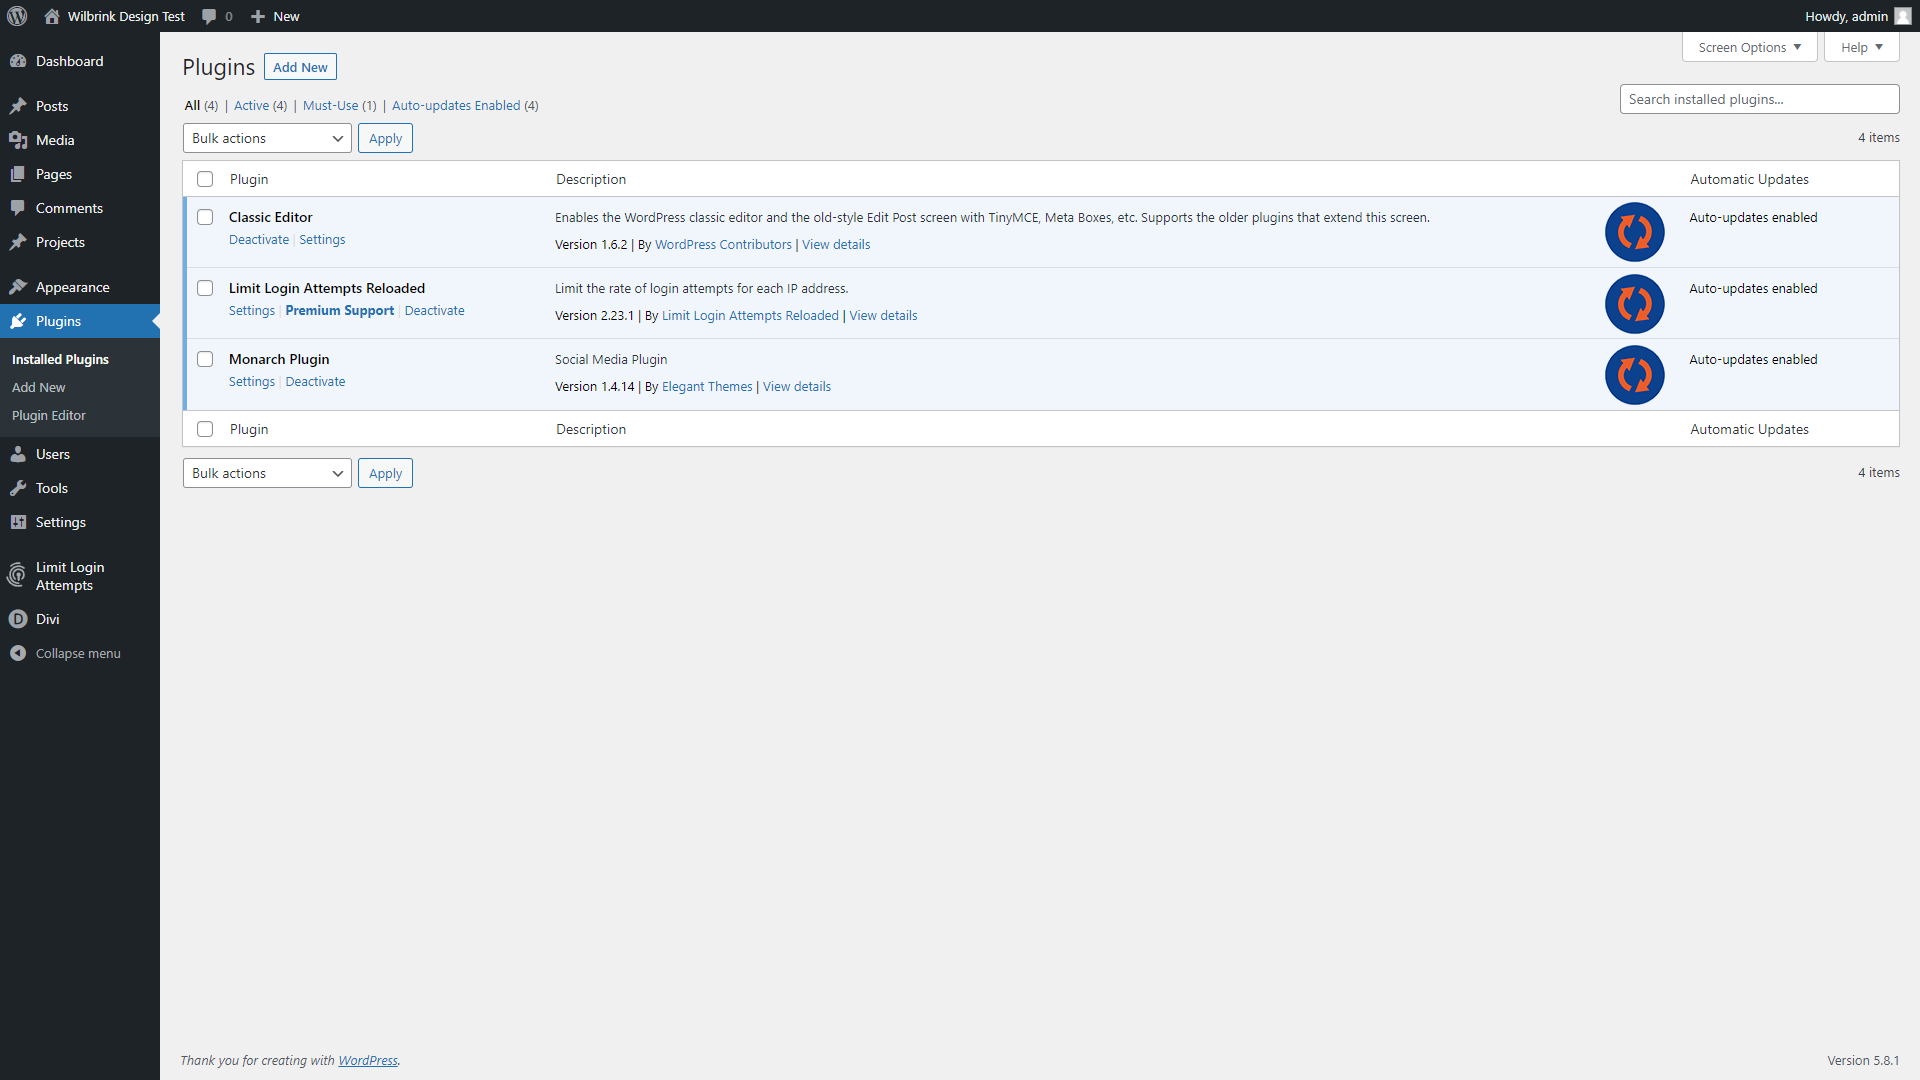 Wilbrink Design Test
0
New
Howdy, admin
Dashboard
Posts
Media
Pages
Comments
Projects
Appearance
Plugins
Installed Plugins
Add New
Plugin Editor
Users
Tools
Settings
Limit Login
Attempts
D
Divi
Collapse menu
Screen Options
Help
Plugins
Add New
All (4) | Active (4) | Must-Use (1) | Auto-updates Enabled (4)
Search installed plugins...
Bulk actions
Apply
4 items
Plugin
Description
Automatic Updates
Classic Editor
Deactivate | Settings
Enables the WordPress classic editor and the old-style Edit Post screen with TinyMCE, Meta Boxes, etc. Supports the older plugins that extend this screen.
Version 1.6.2 | By WordPress Contributors | View details
Auto-updates enabled
Limit Login Attempts Reloaded
Settings | Premium Support | Deactivate
Limit the rate of login attempts for each IP address.
Version 2.23.1 | By Limit Login Attempts Reloaded | View details
Auto-updates enabled
Monarch Plugin
Settings | Deactivate
Social Media Plugin
Version 1.4.14 | By Elegant Themes | View details
Auto-updates enabled
Plugin
Description
Automatic Updates
Bulk actions
Apply
4 items
Thank you for creating with WordPress.
Version 5.8.1